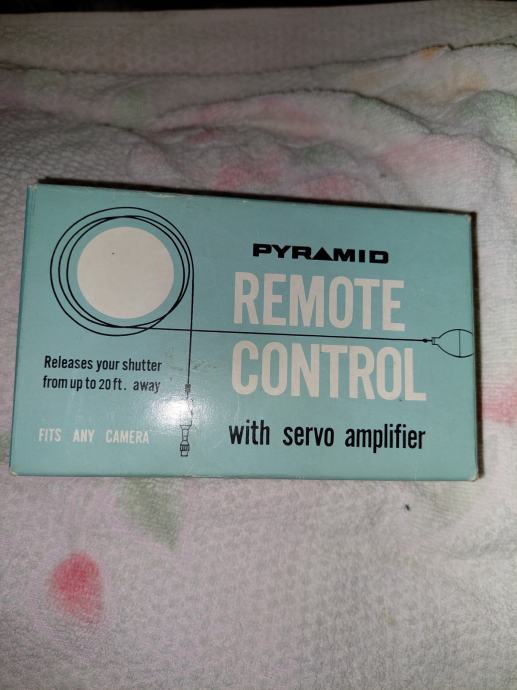 PYRAMID
REMOTE
CONTROL
with servo amplifier
Releases your shutter
from up to 20 ft. away
FITS ANY CAMERA